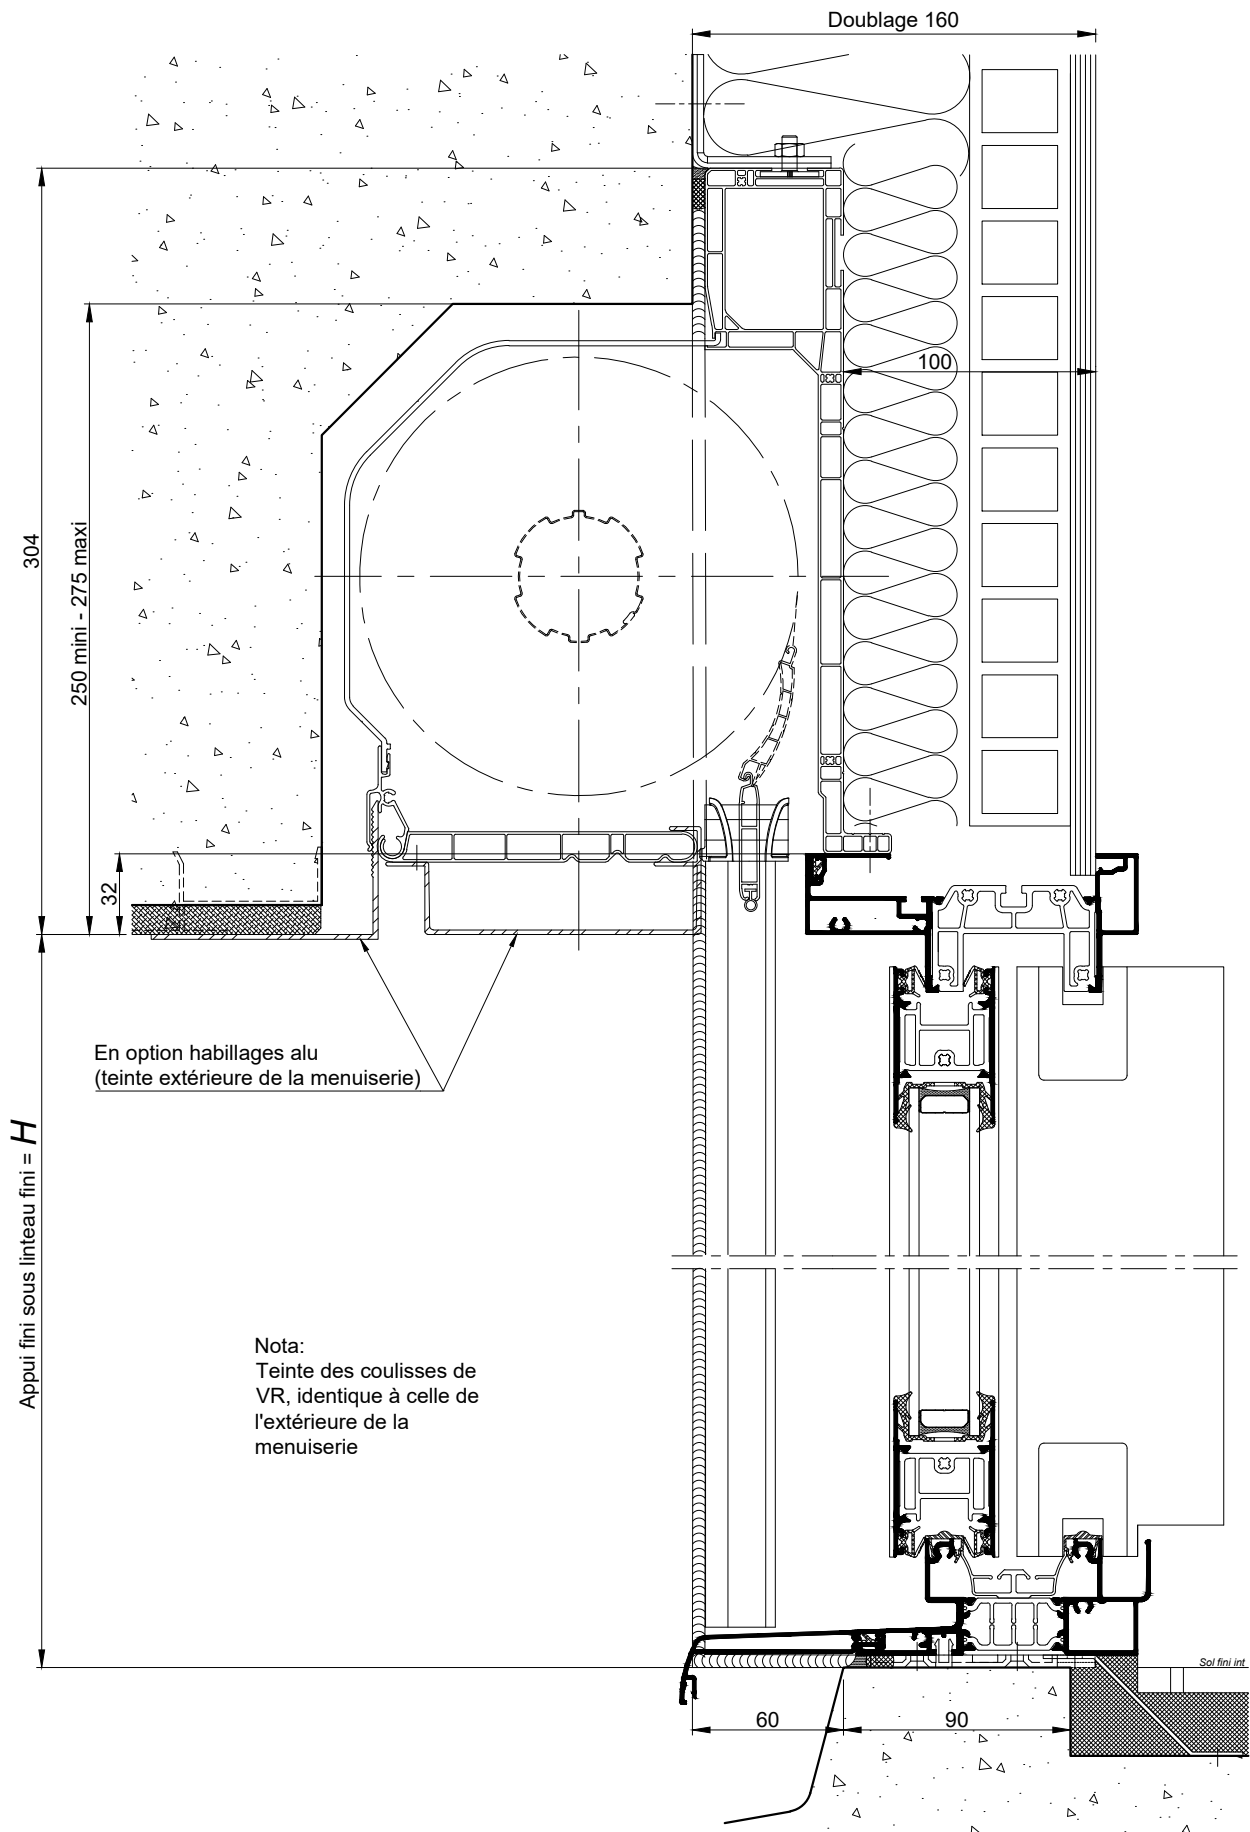 Doublage 160
100
304
250 mini - 275 maxi
32
En option habillages alu
(teinte extérieure de la menuiserie)
Appui fini sous linteau fini = H
Nota:
Teinte des coulisses de
VR, identique à celle de
l'extérieure de la
menuiserie
Sol fini int
60
90